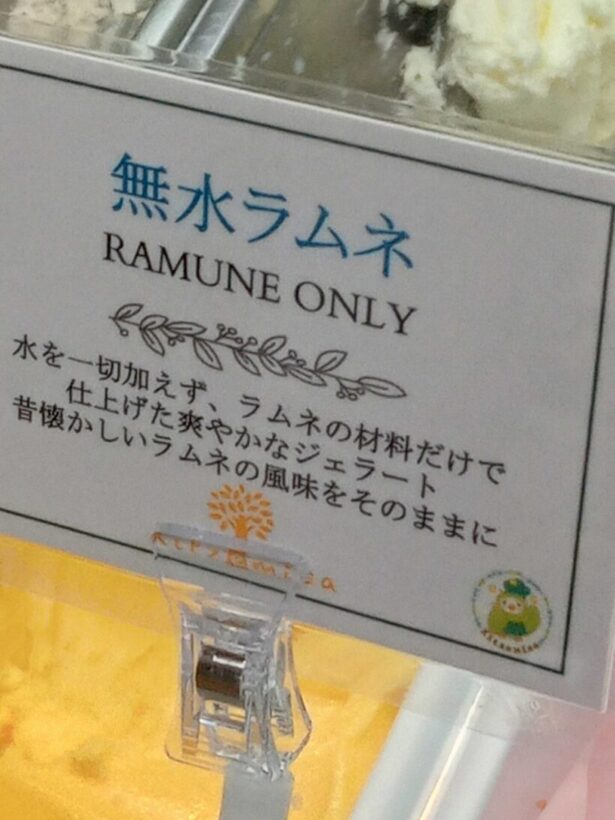 無水ラムネ
RAMUNE ONLY
水を一切加えず、ラムネの材料だけで
仕上げた爽やかなジェラート
昔懐かしいラムネの風味をそのままに